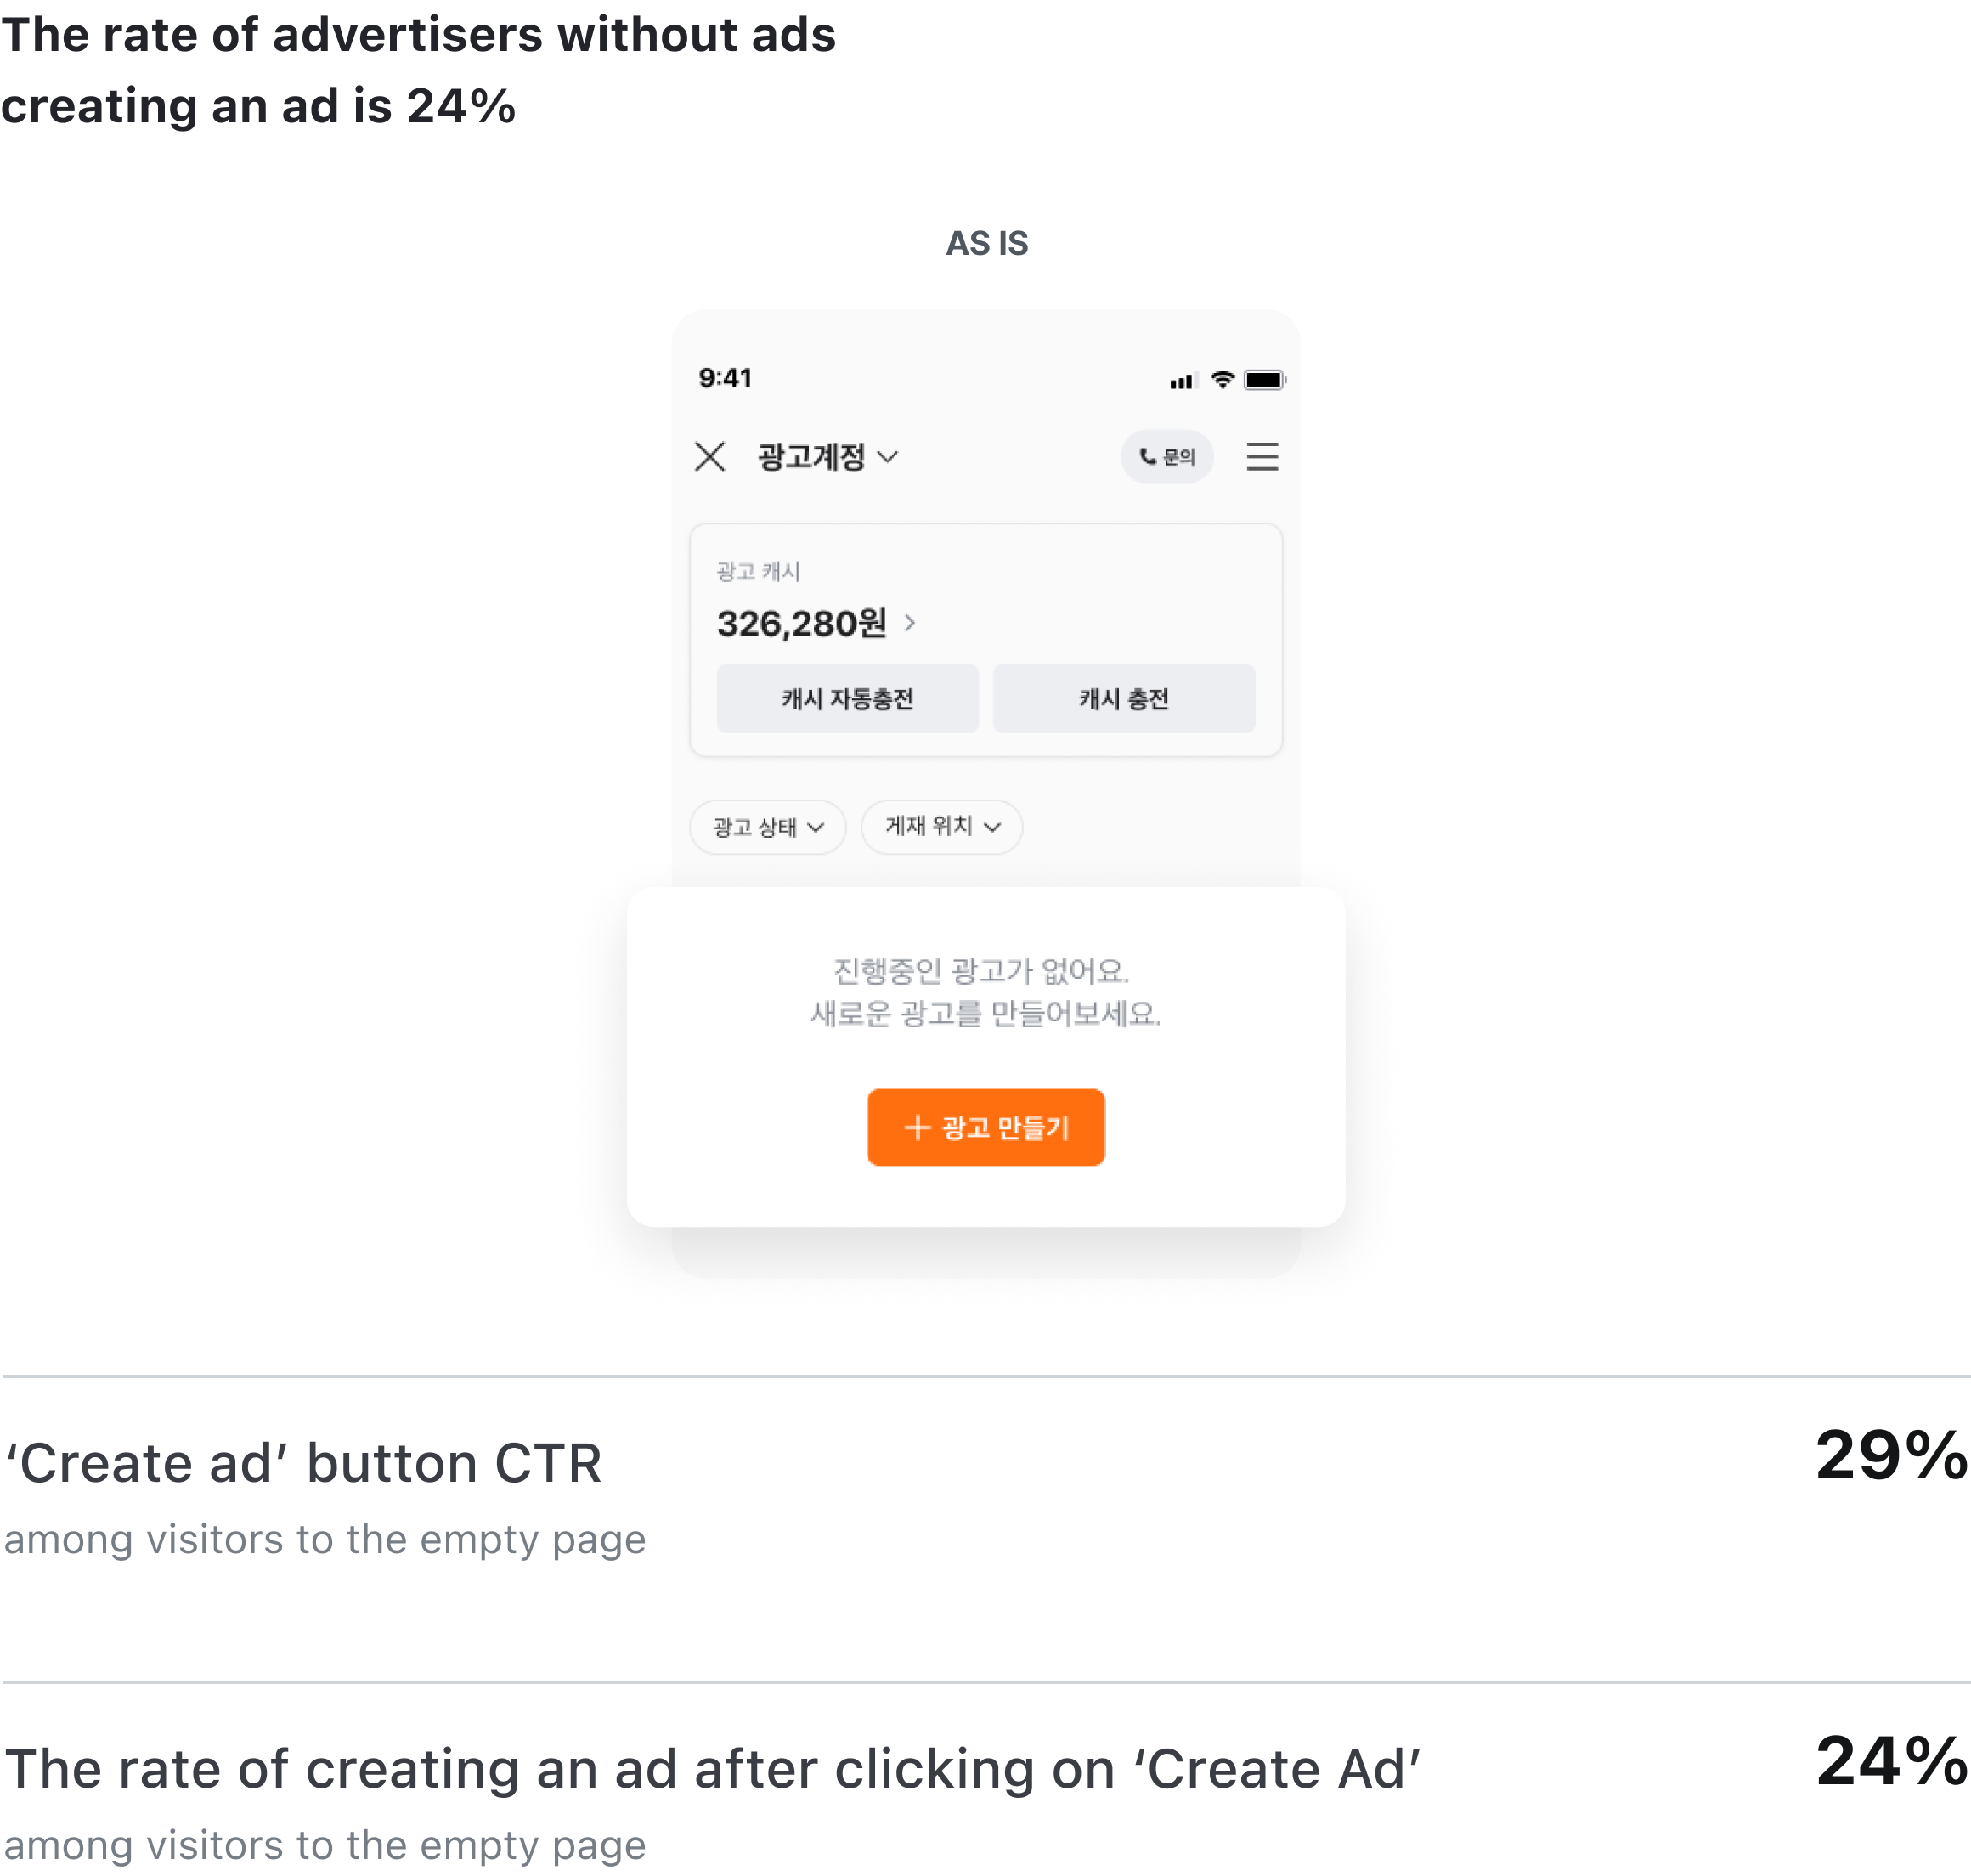 The rate of advertisers without ads
creating an ad is 24%
AS IS
9:41
광고계정
문의
광고 캐시
326,280원
캐시 자동충전
캐시 충전
광고 상태
게재 위치
진행중인 광고가 없어요.
새로운 광고를 만들어보세요.
+ 광고 만들기
‘Create ad’ button CTR
29%
among visitors to the empty page
The rate of creating an ad after clicking on ‘Create Ad’
24%
among visitors to the empty page